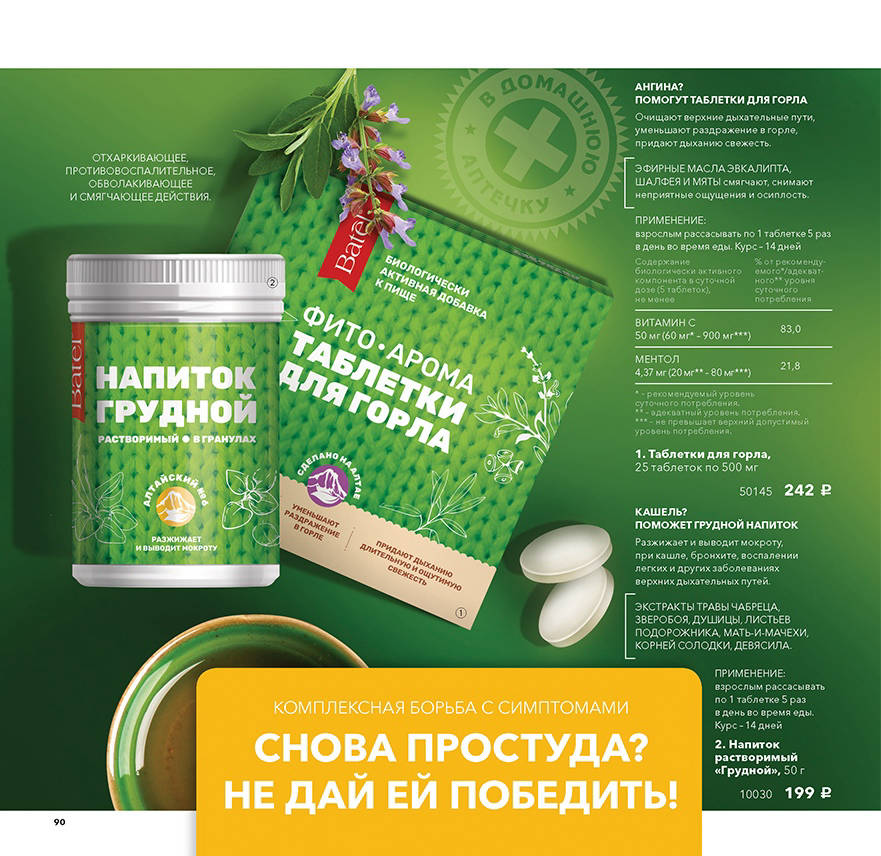 ОТХАРКИВАЮЩЕЕ,
ПРОТИВОВОСПАЛИТЕЛЬНОЕ,
ОБВОЛАКИВАЮЩЕЕ
И СМЯГЧАЮЩЕЕ ДЕЙСТВИЯ.
В ДОМАШНЮЮ
АПТЕЧКУ
2
Batel
НАПИТОК
ГРУДНОЙ
РАСТВОРИМЫЙ • В ГРАНУЛАХ
АЛТАЙСКИЙ №6
РАЗЖИЖАЕТ
И ВЫВОДИТ МОКРОТУ
Batel
БИОЛОГИЧЕСКИ
АКТИВНАЯ ДОБАВКА
К ПИЩЕ
ФИТО • АРОМА
ТАБЛЕТКИ
ДЛЯ ГОРЛА
СДЕЛАНО НА АЛТАЕ
УМЕНЬШАЮТ
РАЗДРАЖЕНИЕ
В ГОРЛЕ
ПРИДАЮТ ДЫХАНИЮ
ДЛИТЕЛЬНУЮ И ОЩУТИМУЮ
СВЕЖЕСТЬ
1
АНГИНА?
ПОМОГУТ ТАБЛЕТКИ ДЛЯ ГОРЛА
Очищают верхние дыхательные пути,
уменьшают раздражение в горле,
придают дыханию свежесть.
ЭФИРНЫЕ МАСЛА ЭВКАЛИПТА,
ШАЛФЕЯ И МЯТЫ смягчают, снимают
неприятные ощущения и осиплость.
ПРИМЕНЕНИЕ:
взрослым рассасывать по 1 таблетке 5 раз
в день во время еды. Курс – 14 дней
Содержание
биологически активного
компонента в суточной
дозе (5 таблеток),
не менее
% от рекоменду-
емого*/адекват-
ного** уровня
суточного
потребления
ВИТАМИН С
50 мг (60 мг* – 900 мг***)
83,0
МЕНТОЛ
4,37 мг (20 мг** – 80 мг***)
21,8
* – рекомендуемый уровень
суточного потребления.
** – адекватный уровень потребления.
*** – не превышает верхний допустимый
уровень потребления.
1. Таблетки для горла,
25 таблеток по 500 мг
50145 242 ₽
КАШЕЛЬ?
ПОМОЖЕТ ГРУДНОЙ НАПИТОК
Разжижает и выводит мокроту,
при кашле, бронхите, воспалении
легких и других заболеваниях
верхних дыхательных путей.
ЭКСТРАКТЫ ТРАВЫ ЧАБРЕЦА,
ЗВЕРОБОЯ, ДУШИЦЫ, ЛИСТЬЕВ
ПОДОРОЖНИКА, МАТЬ-И-МАЧЕХИ,
КОРНЕЙ СОЛОДКИ, ДЕВЯСИЛА.
ПРИМЕНЕНИЕ:
взрослым рассасывать
по 1 таблетке 5 раз
в день во время еды.
Курс – 14 дней
2. Напиток
растворимый
«Грудной», 50 г
10030 199 ₽
КОМПЛЕКСНАЯ БОРЬБА С СИМПТОМАМИ
СНОВА ПРОСТУДА?
НЕ ДАЙ ЕЙ ПОБЕДИТЬ!
90